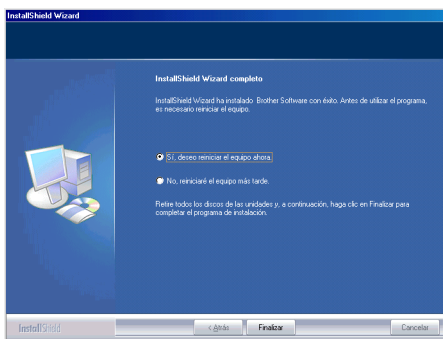 InstallShield Wizard
InstallShield Wizard completo
InstallShield Wizard ha instalado Brother Software con éxito. Antes de utilizar el programa,
es necesario reiniciar el equipo.
Sí, deseo reiniciar el equipo ahora.
No, reiniciaré el equipo más tarde.
Retire todos los discos de las unidades y, a continuación, haga clic en Finalizar para
completar el programa de instalación.
InstallShield
< Atrás
Finalizar
Cancelar